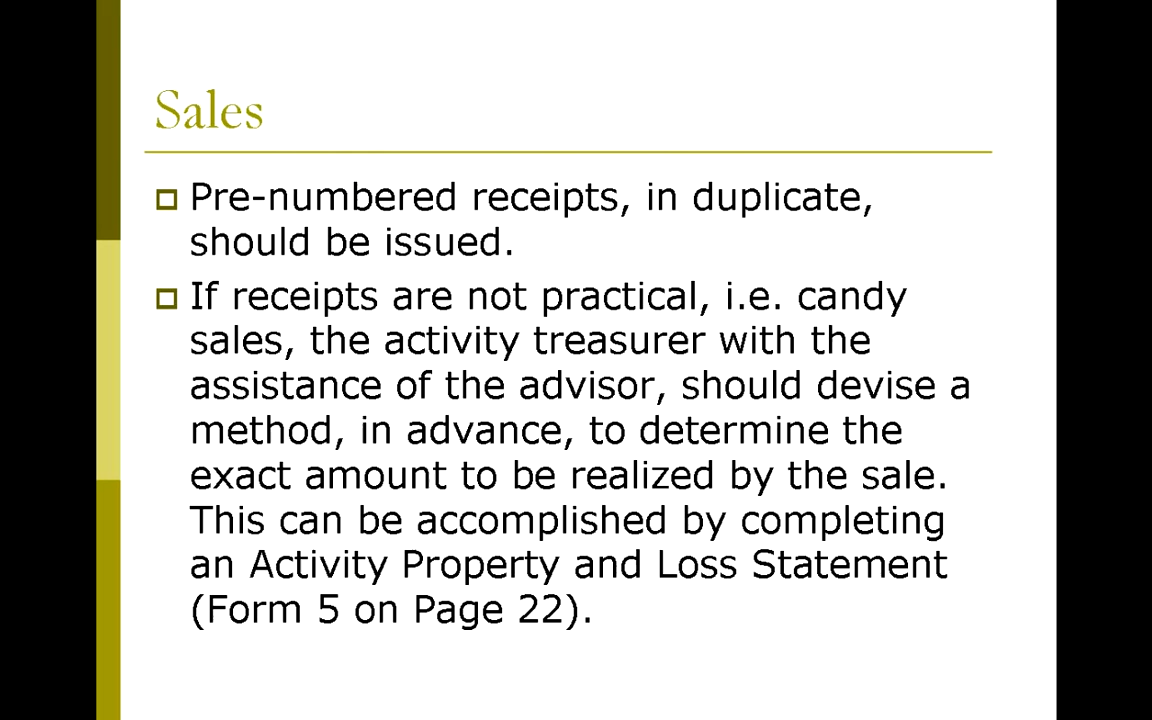 Sales
Pre-numbered receipts, in duplicate,
should be issued.
If receipts are not practical, i.e. candy
sales, the activity treasurer with the
assistance of the advisor, should devise a
method, in advance, to determine the
exact amount to be realized by the sale.
This can be accomplished by completing
an Activity Property and Loss Statement
(Form 5 on Page 22).